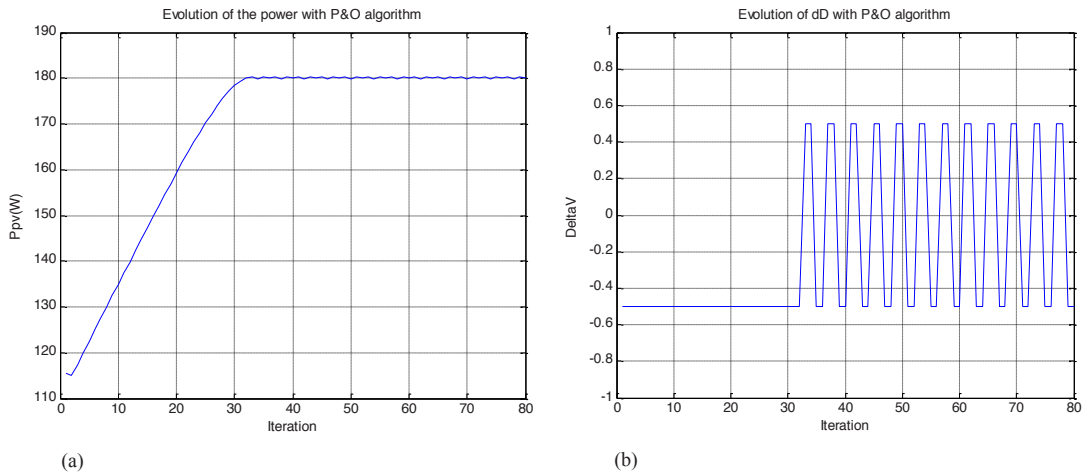 Evolution of the power with P&O algorithm
190
180
170
160
150
140
130
120
110
Ppv(W)
0 10 20 30 40 50 60 70 80
Iteration
(a)
Evolution of dD with P&O algorithm
1
0.8
0.6
0.4
0.2
0
-0.2
-0.4
-0.6
-0.8
-1
DeltaV
0 10 20 30 40 50 60 70 80
Iteration
(b)